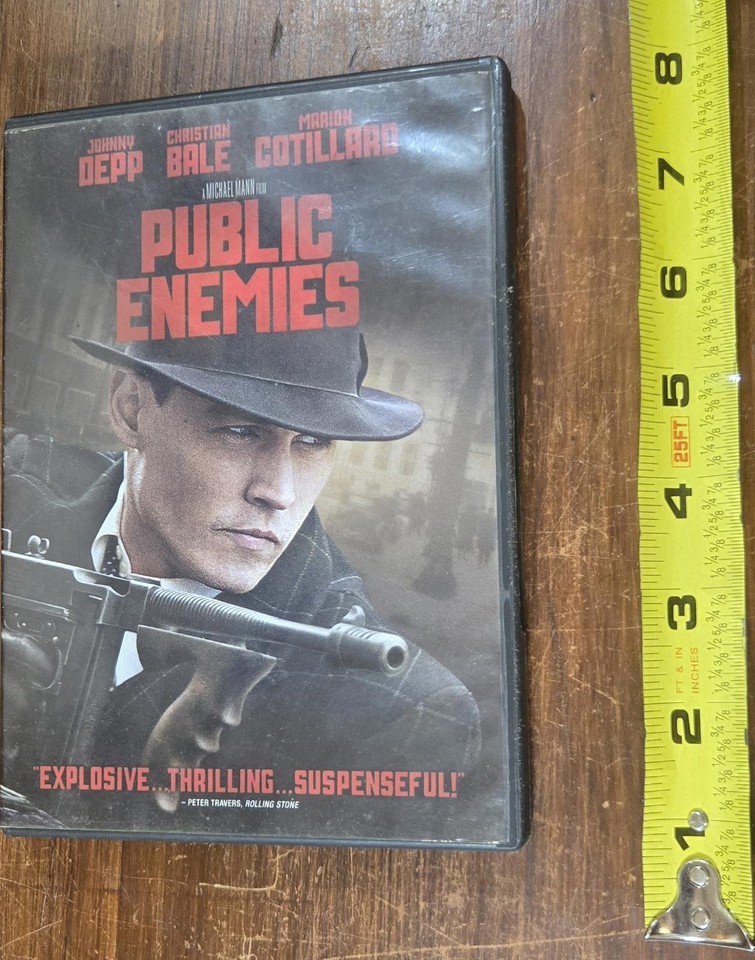 JOHNNY DEPP
CHRISTIAN BALE
MARION COTILLARD
A MICHAEL MANN FILM
PUBLIC
ENEMIES
"EXPLOSIVE...THRILLING...SUSPENSEFUL!"
– PETER TRAVERS, ROLLING STONE
8
7
6
5
25FT
4
3
FT & IN
INCHES
2
1